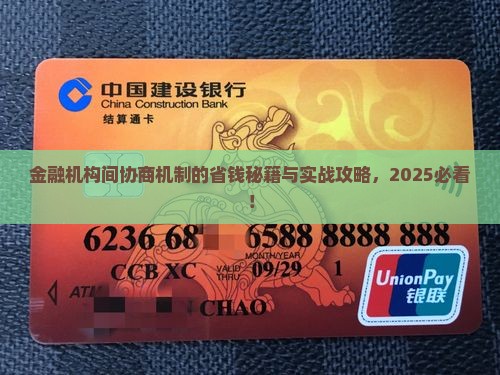 中国建设银行
China Construction Bank
结算通卡
金融机构间协商机制的省钱秘籍与实战攻略，2025必看
！
6236 68 6588 8888 888
MONTH/YEAR
CCB XC VALID THRU 09/29 1
ATM
CHAO
UnionPay
银联